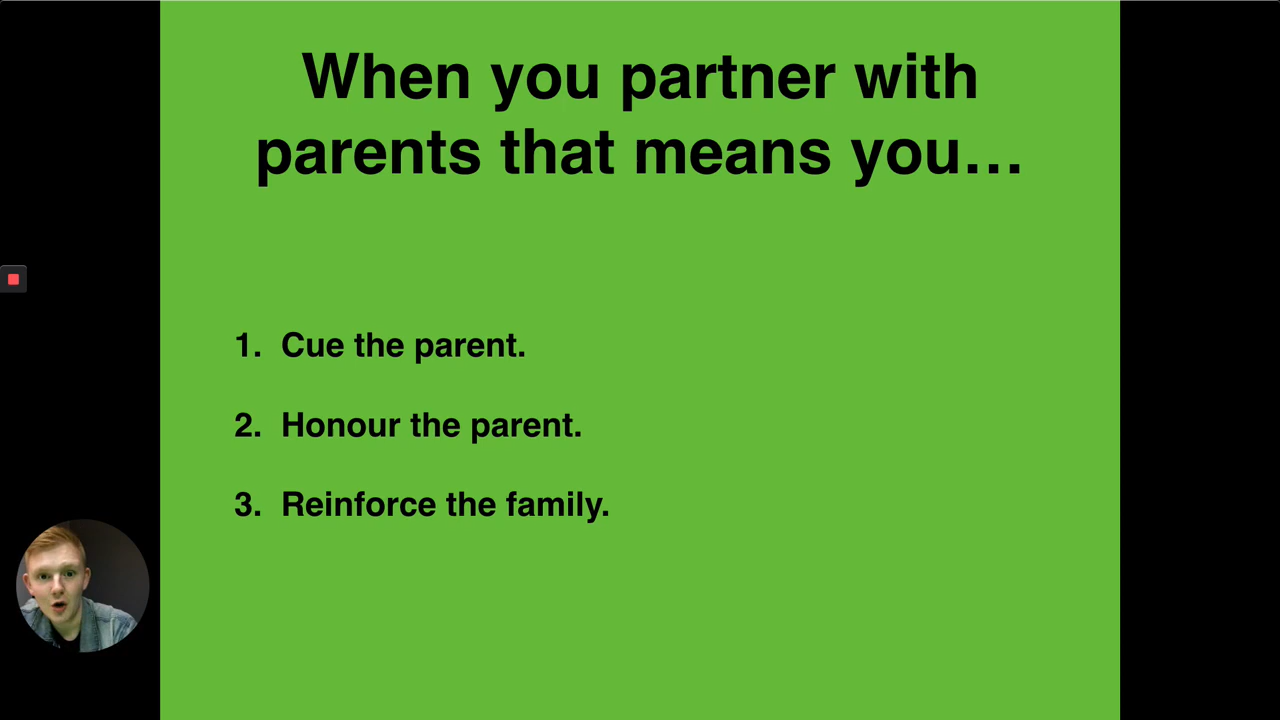 When you partner with
parents that means you…
1. Cue the parent.
2. Honour the parent.
3. Reinforce the family.